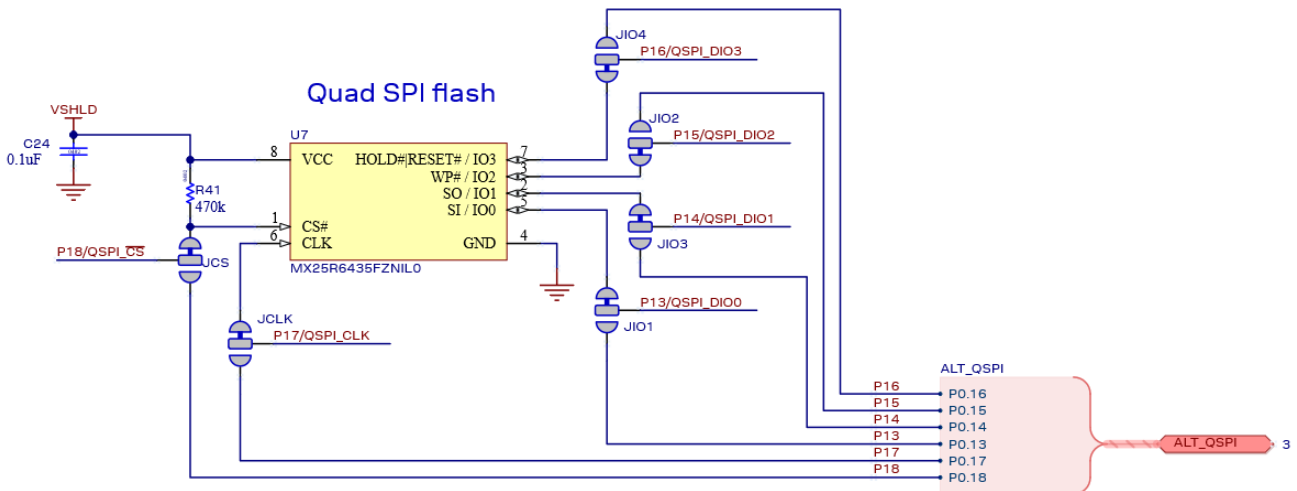 Quad SPI flash
VSHLD
C24
0.1uF
R41
470k
U7
8 VCC
1 CS#
6 CLK
HOLD#|RESET# / IO3 7
WP# / IO2 3
SO / IO1 2
SI / IO0 5
GND 4
MX25R6435FZNIL0
P18/QSPI_CS
JCS
JCLK
P17/QSPI_CLK
JIO4
P16/QSPI_DIO3
JIO2
P15/QSPI_DIO2
P14/QSPI_DIO1
JIO3
P13/QSPI_DIO0
JIO1
ALT_QSPI
P16 P0.16
P15 P0.15
P14 P0.14
P13 P0.13
P17 P0.17
P18 P0.18
ALT_QSPI 3